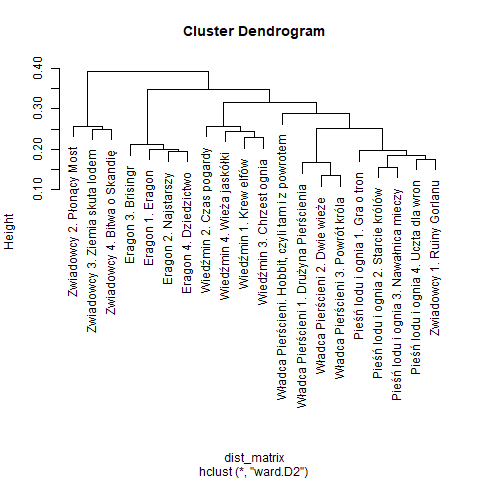 Cluster Dendrogram
Height
0.40
0.30
0.20
0.10
Zwiadowcy 2. Płonący Most
Zwiadowcy 3. Ziemia skuta lodem
Zwiadowcy 4. Bitwa o Skandię
Eragon 3. Brisingr
Eragon 1. Eragon
Eragon 2. Najstarszy
Eragon 4. Dziedzictwo
Wiedźmin 2. Czas pogardy
Wiedźmin 4. Wieża jaskółki
Wiedźmin 1. Krew elfów
Wiedźmin 3. Chrzest ognia
Władca Pierścieni. Hobbit, czyli tam i z powrotem
Władca Pierścieni 1. Drużyna Pierścienia
Władca Pierścieni 2. Dwie wieże
Władca Pierścieni 3. Powrót króla
Pieśń lodu i ognia 1. Gra o tron
Pieśń lodu i ognia 2. Starcie królów
Pieśń lodu i ognia 3. Nawałnica mieczy
Pieśń lodu i ognia 4. Uczta dla wron
Zwiadowcy 1. Ruiny Gorlanu
dist_matrix
hclust (*, "ward.D2")